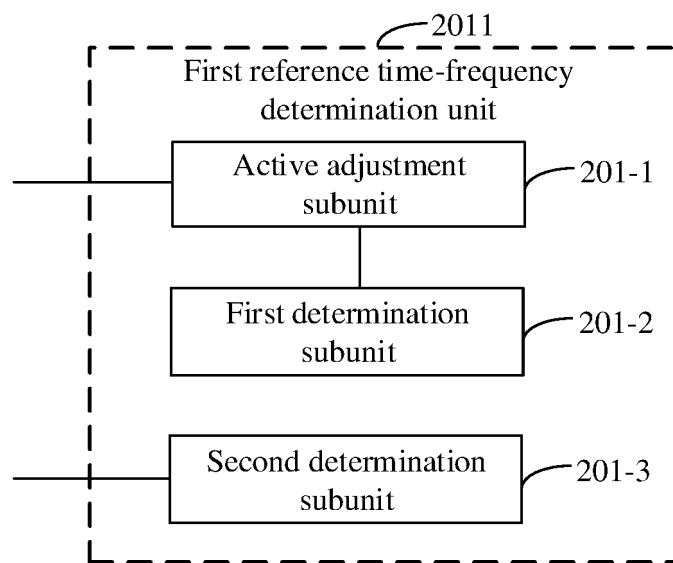 2011
First reference time-frequency
determination unit
Active adjustment
subunit
201-1
First determination
subunit
201-2
Second determination
subunit
201-3